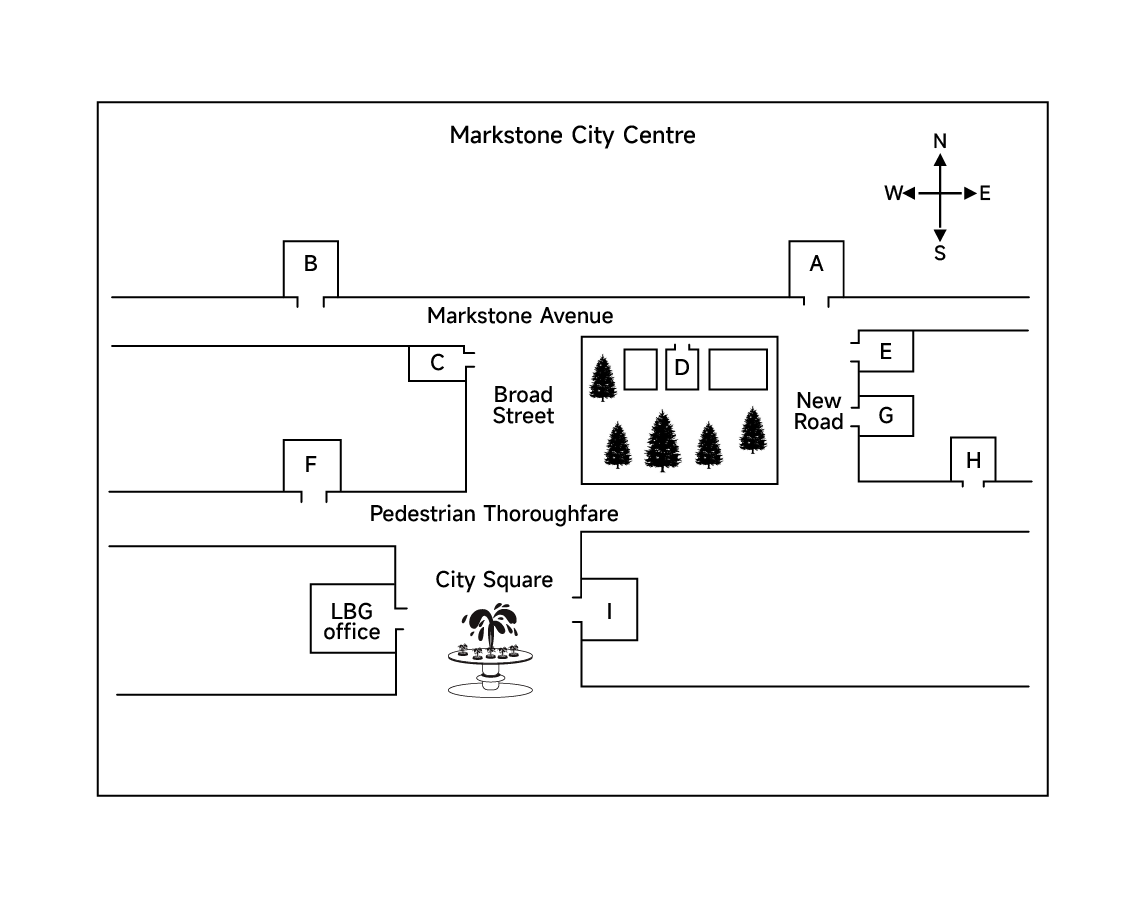 Markstone City Centre
N
W E
S
B
A
Markstone Avenue
C
D
E
Broad
Street
New
Road
G
F
H
Pedestrian Thoroughfare
City Square
LBG
office
I